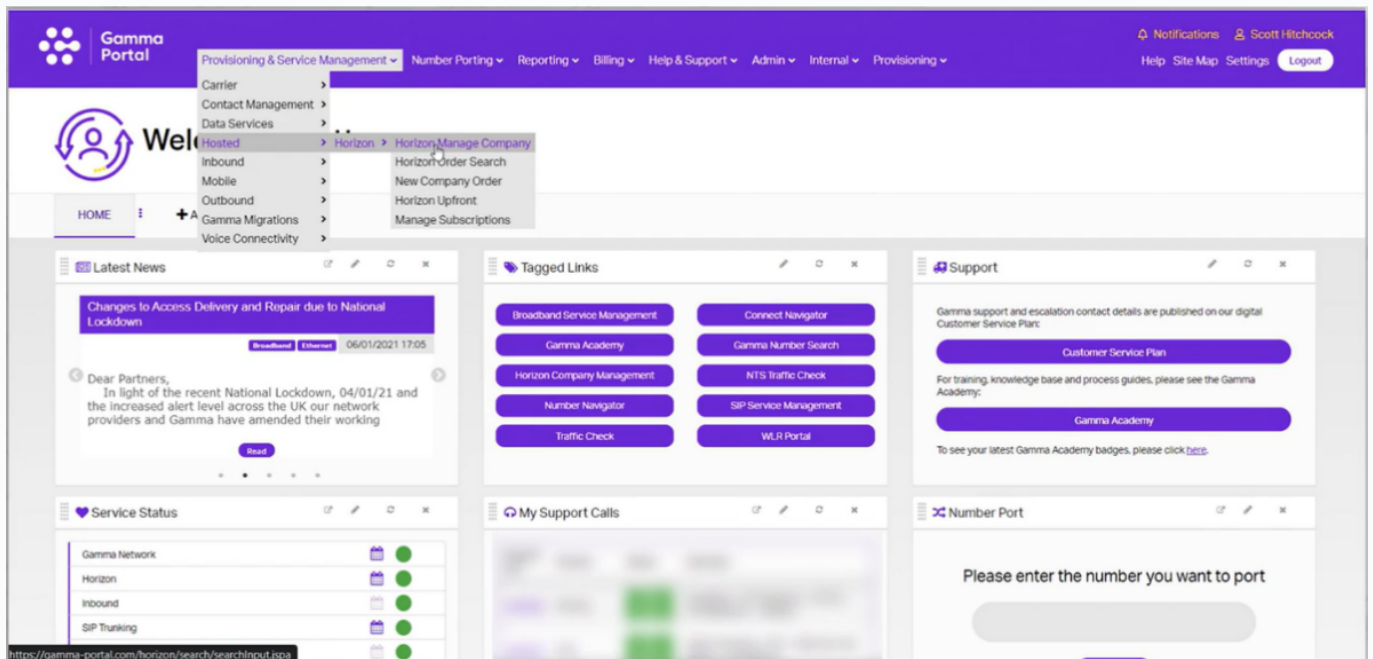 Gamma
Portal
Notifications Scott Hitchcock
Provisioning & Service Management Number Porting Reporting Billing Help & Support Admin Internal Provisioning
Help Site Map Settings Logout
Carrier
Contact Management
Data Services
Hosted Horizon Horizon Manage Company
Inbound Horizon Order Search
Mobile New Company Order
Outbound Horizon Upfront
Gamma Migrations Manage Subscriptions
Voice Connectivity
HOME
Latest News
Changes to Access Delivery and Repair due to National
Lockdown
Broadband Ethernet 06/01/2021 17:05
Dear Partners,
In light of the recent National Lockdown, 04/01/21 and
the increased alert level across the UK our network
providers and Gamma have amended their working
Read
Tagged Links
Broadband Service Management Connect Navigator
Gamma Academy Gamma Number Search
Horizon Company Management NTS Traffic Check
Number Navigator SIP Service Management
Traffic Check WLR Portal
Support
Gamma support and escalation contact details are published on our digital
Customer Service Plan:
Customer Service Plan
For training, knowledge base and process guides, please see the Gamma
Academy:
Gamma Academy
To see your latest Gamma Academy badges, please click here.
Service Status
Gamma Network
Horizon
Inbound
SIP Trunking
My Support Calls
Number Port
Please enter the number you want to port
https://gamma-portal.com/horizon/search/searchInput.jspa